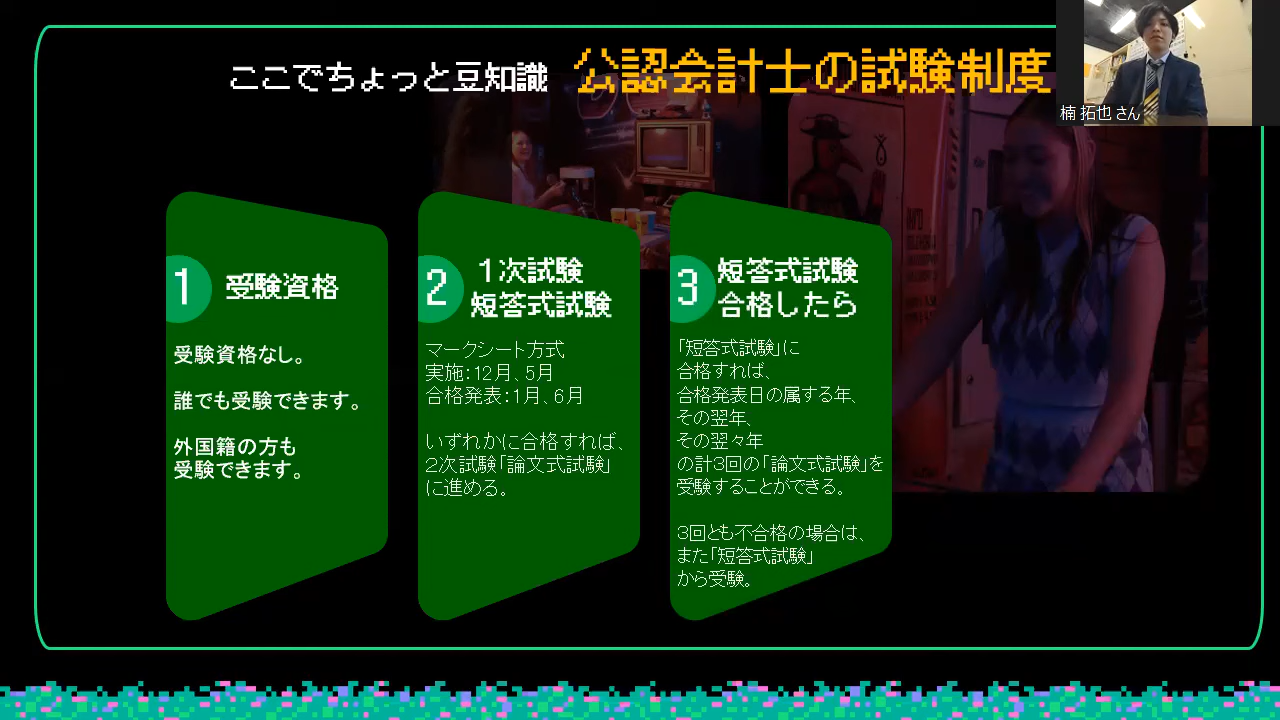 ここでちょっと豆知識 公認会計士の試験制度
楠 拓也 さん
1 受験資格
受験資格なし。
誰でも受験できます。
外国籍の方も
受験できます。
2 1次試験
短答式試験
マークシート方式
実施：12月、5月
合格発表：1月、6月
いずれかに合格すれば、
2次試験「論文式試験」
に進める。
3 短答式試験
合格したら
「短答式試験」に
合格すれば、
合格発表日の属する年、
その翌年、
その翌々年
の計3回の「論文式試験」を
受験することができる。
3回とも不合格の場合は、
また「短答式試験」
から受験。